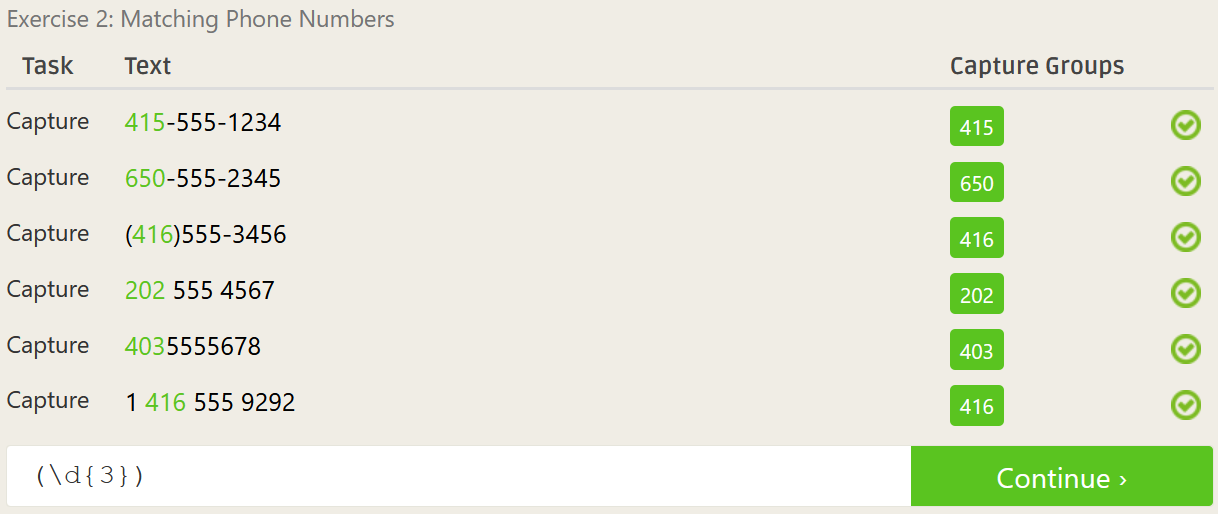 Exercise 2: Matching Phone Numbers
Task Text Capture Groups
Capture 415-555-1234 415
Capture 650-555-2345 650
Capture (416)555-3456 416
Capture 202 555 4567 202
Capture 4035555678 403
Capture 1 416 555 9292 416
(\d{3}) Continue ›